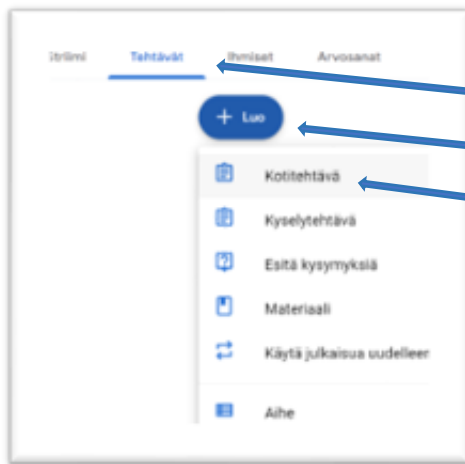 Tehtävät Ihmiset Arvosanat
+ Luo
Kotitehtävä
Kyselytehtävä
Esitä kysymyksiä
Materiaali
Käytä julkaisua uudelleen
Aihe